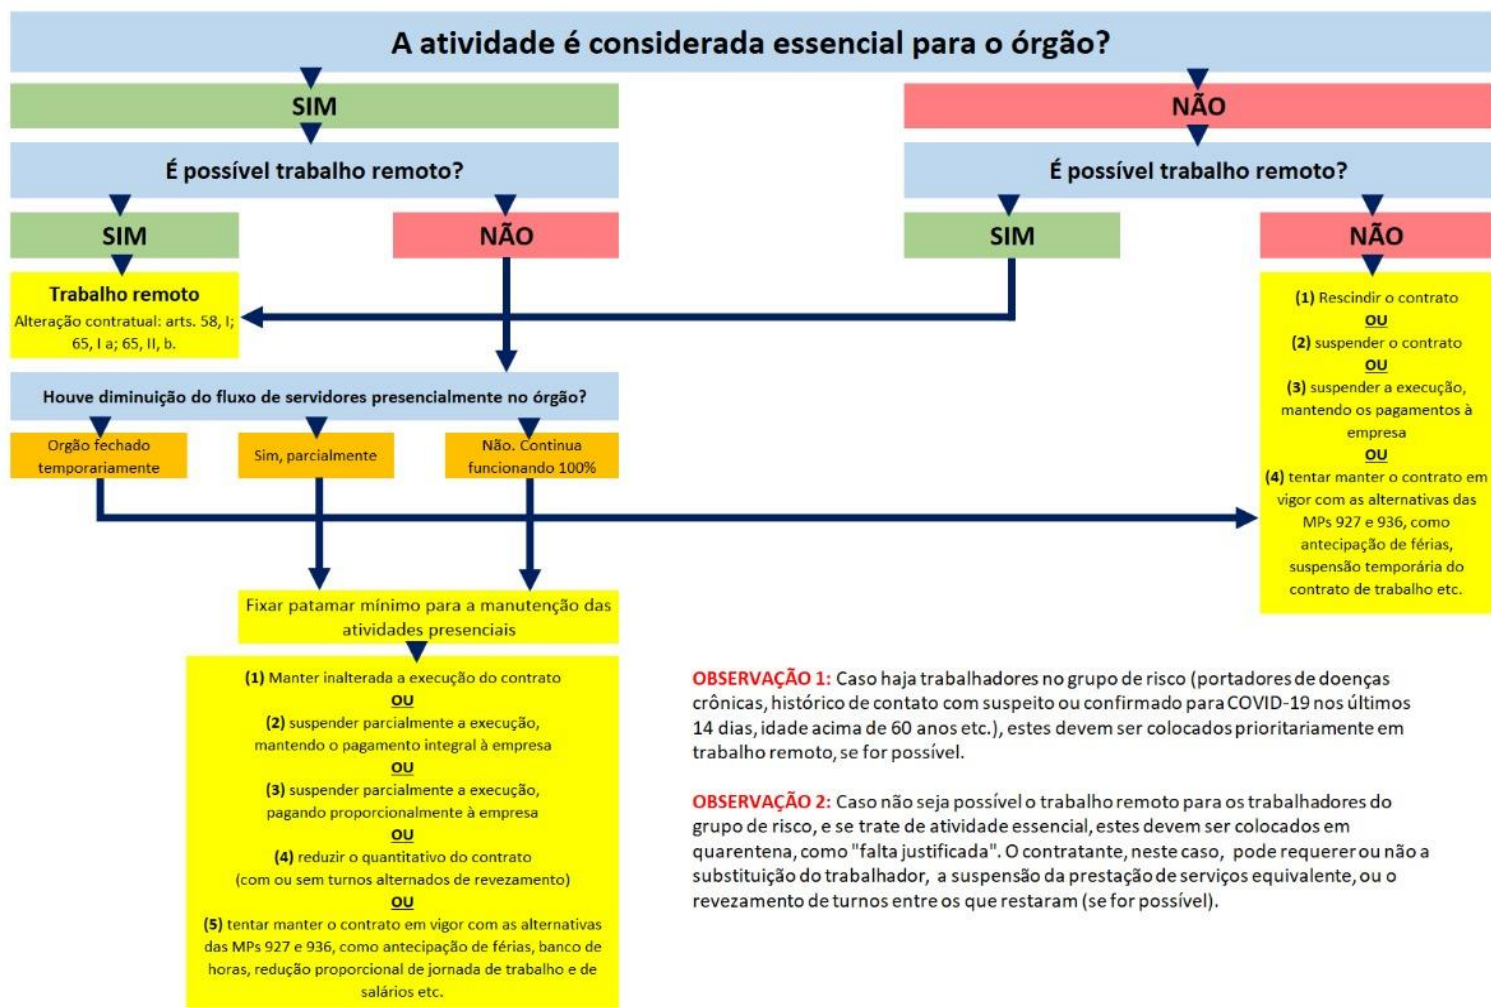 A atividade é considerada essencial para o órgão?
SIM
NÃO
É possível trabalho remoto?
É possível trabalho remoto?
SIM
NÃO
SIM
NÃO
Trabalho remoto
Alteração contratual: arts. 58, I;
65, I a; 65, II, b.
Houve diminuição do fluxo de servidores presencialmente no órgão?
Orgão fechado
temporariamente
Sim, parcialmente
Não. Continua
funcionando 100%
(1) Rescindir o contrato
OU
(2) suspender o contrato
OU
(3) suspender a execução,
mantendo os pagamentos à
empresa
OU
(4) tentar manter o contrato em
vigor com as alternativas das
MPs 927 e 936, como
antecipação de férias,
suspensão temporária do
contrato de trabalho etc.
Fixar patamar mínimo para a manutenção das
atividades presenciais
(1) Manter inalterada a execução do contrato
OU
(2) suspender parcialmente a execução,
mantendo o pagamento integral à empresa
OU
(3) suspender parcialmente a execução,
pagando proporcionalmente à empresa
OU
(4) reduzir o quantitativo do contrato
(com ou sem turnos alternados de revezamento)
OU
(5) tentar manter o contrato em vigor com as alternativas
das MPs 927 e 936, como antecipação de férias, banco de
horas, redução proporcional de jornada de trabalho e de
salários etc.
OBSERVAÇÃO 1: Caso haja trabalhadores no grupo de risco (portadores de doenças
crônicas, histórico de contato com suspeito ou confirmado para COVID-19 nos últimos
14 dias, idade acima de 60 anos etc.), estes devem ser colocados prioritariamente em
trabalho remoto, se for possível.
OBSERVAÇÃO 2: Caso não seja possível o trabalho remoto para os trabalhadores do
grupo de risco, e se trate de atividade essencial, estes devem ser colocados em
quarentena, como "falta justificada". O contratante, neste caso, pode requerer ou não a
substituição do trabalhador, a suspensão da prestação de serviços equivalente, ou o
revezamento de turnos entre os que restaram (se for possível).